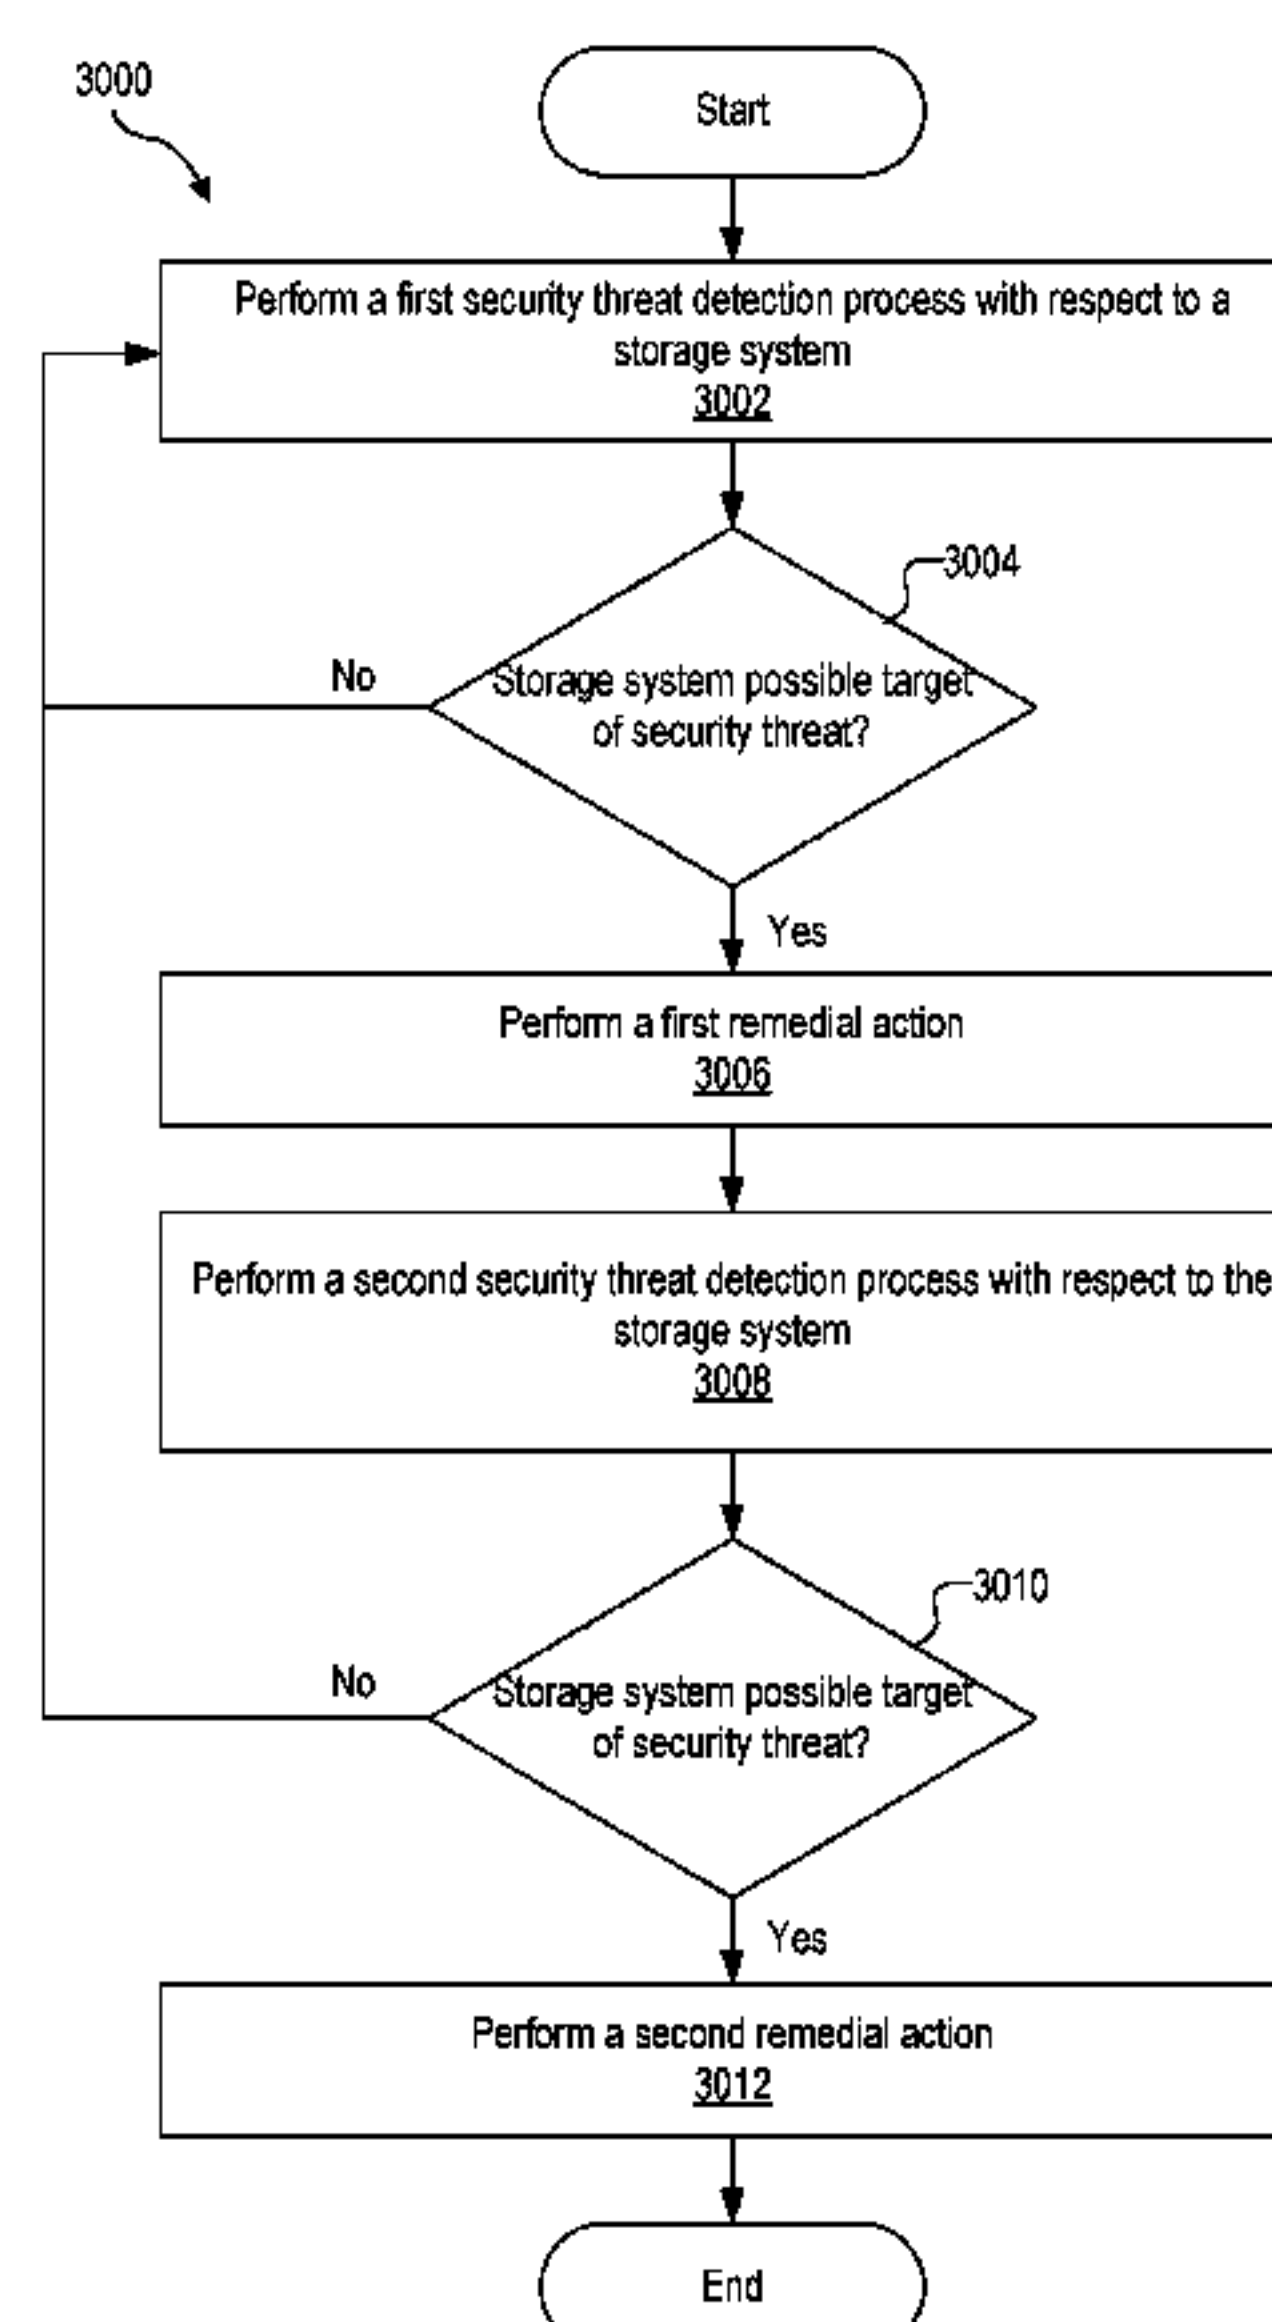 3000
Start
Perform a first security threat detection process with respect to a
storage system
3002
3004
Storage system possible target
of security threat?
No
Yes
Perform a first remedial action
3006
Perform a second security threat detection process with respect to the
storage system
3008
3010
Storage system possible target
of security threat?
No
Yes
Perform a second remedial action
3012
End